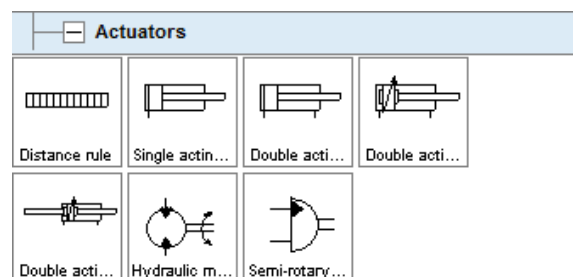 Actuators
Distance rule
Single actin...
Double acti...
Double acti...
Double acti...
Hydraulic m...
Semi-rotary...